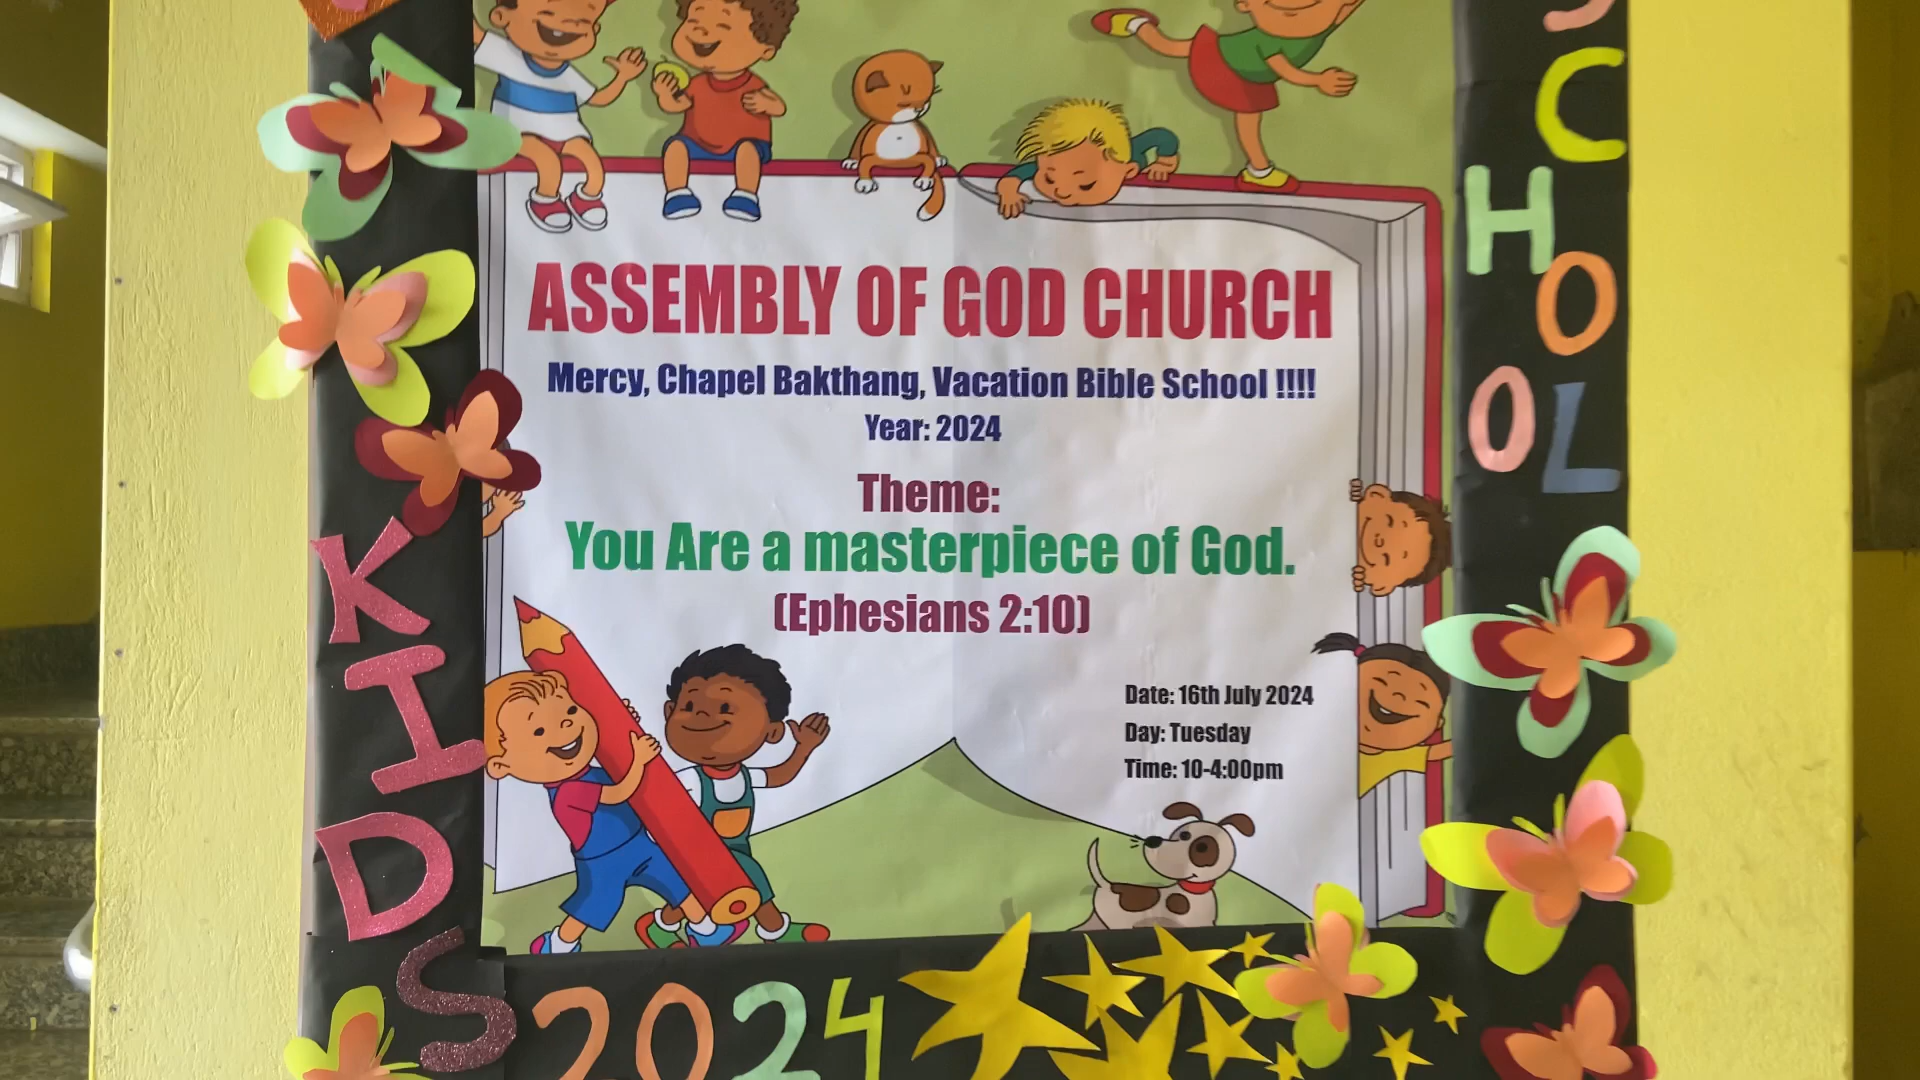 ASSEMBLY OF GOD CHURCH
Mercy, Chapel Bakthang, Vacation Bible School !!!!
Year: 2024
Theme:
You Are a masterpiece of God.
(Ephesians 2:10)
Date: 16th July 2024
Day: Tuesday
Time: 10-4:00pm
KIDS
2024
SCHOOL